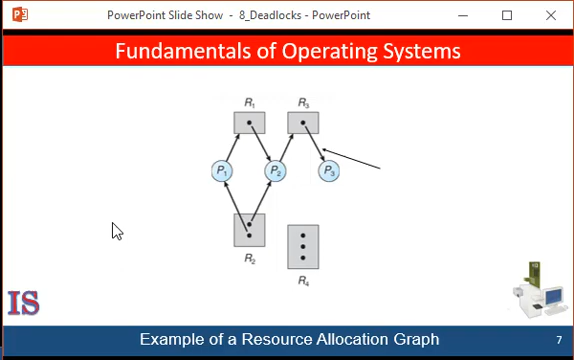 PowerPoint Slide Show - 8_Deadlocks - PowerPoint
Fundamentals of Operating Systems
R1 R3
P1 P2 P3
R2
R4
IS
Example of a Resource Allocation Graph 7